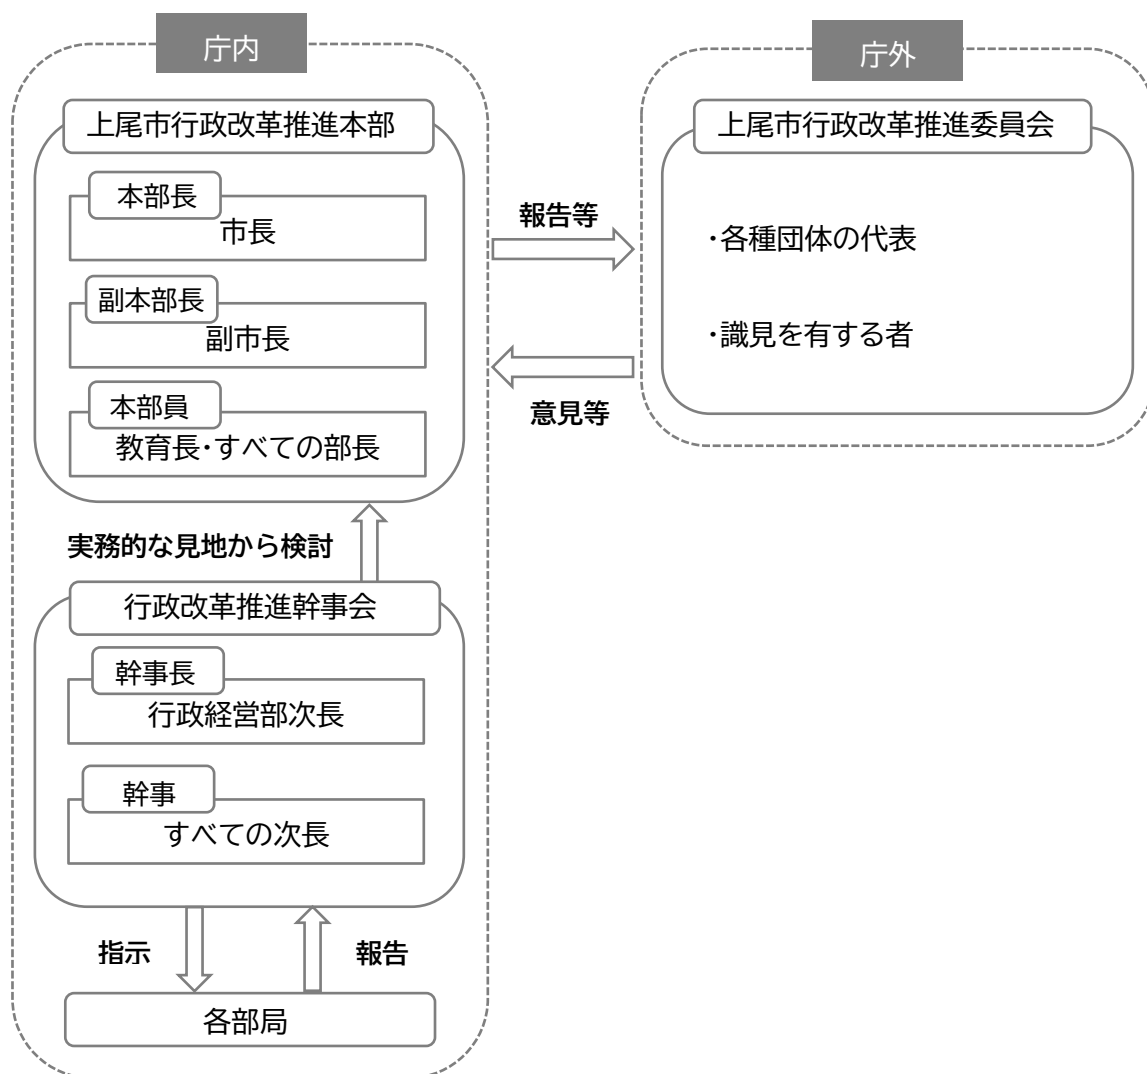 庁内
上尾市行政改革推進本部
本部長
市長
副本部長
副市長
本部員
教育長・すべての部長
実務的な見地から検討
行政改革推進幹事会
幹事長
行政経営部次長
幹事
すべての次長
指示
報告
各部局
報告等
意見等
庁外
上尾市行政改革推進委員会
・各種団体の代表
・識見を有する者